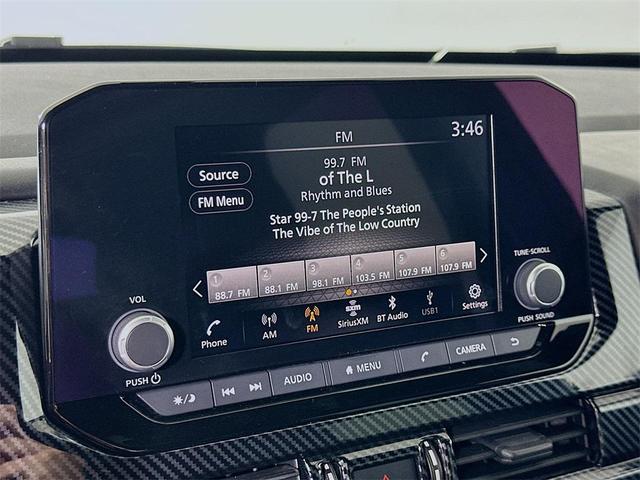 FM
3:46
Source
FM Menu
99.7 FM
of The L
Rhythm and Blues
Star 99-7 The People's Station
The Vibe of The Low Country
1 88.7 FM
2 88.1 FM
3 98.1 FM
4 103.5 FM
5 107.9 FM
6 107.9 FM
Phone
AM
FM
sxm
SiriusXM
BT Audio
USB1
Settings
VOL
PUSH
TUNE·SCROLL
PUSH SOUND
AUDIO
MENU
CAMERA